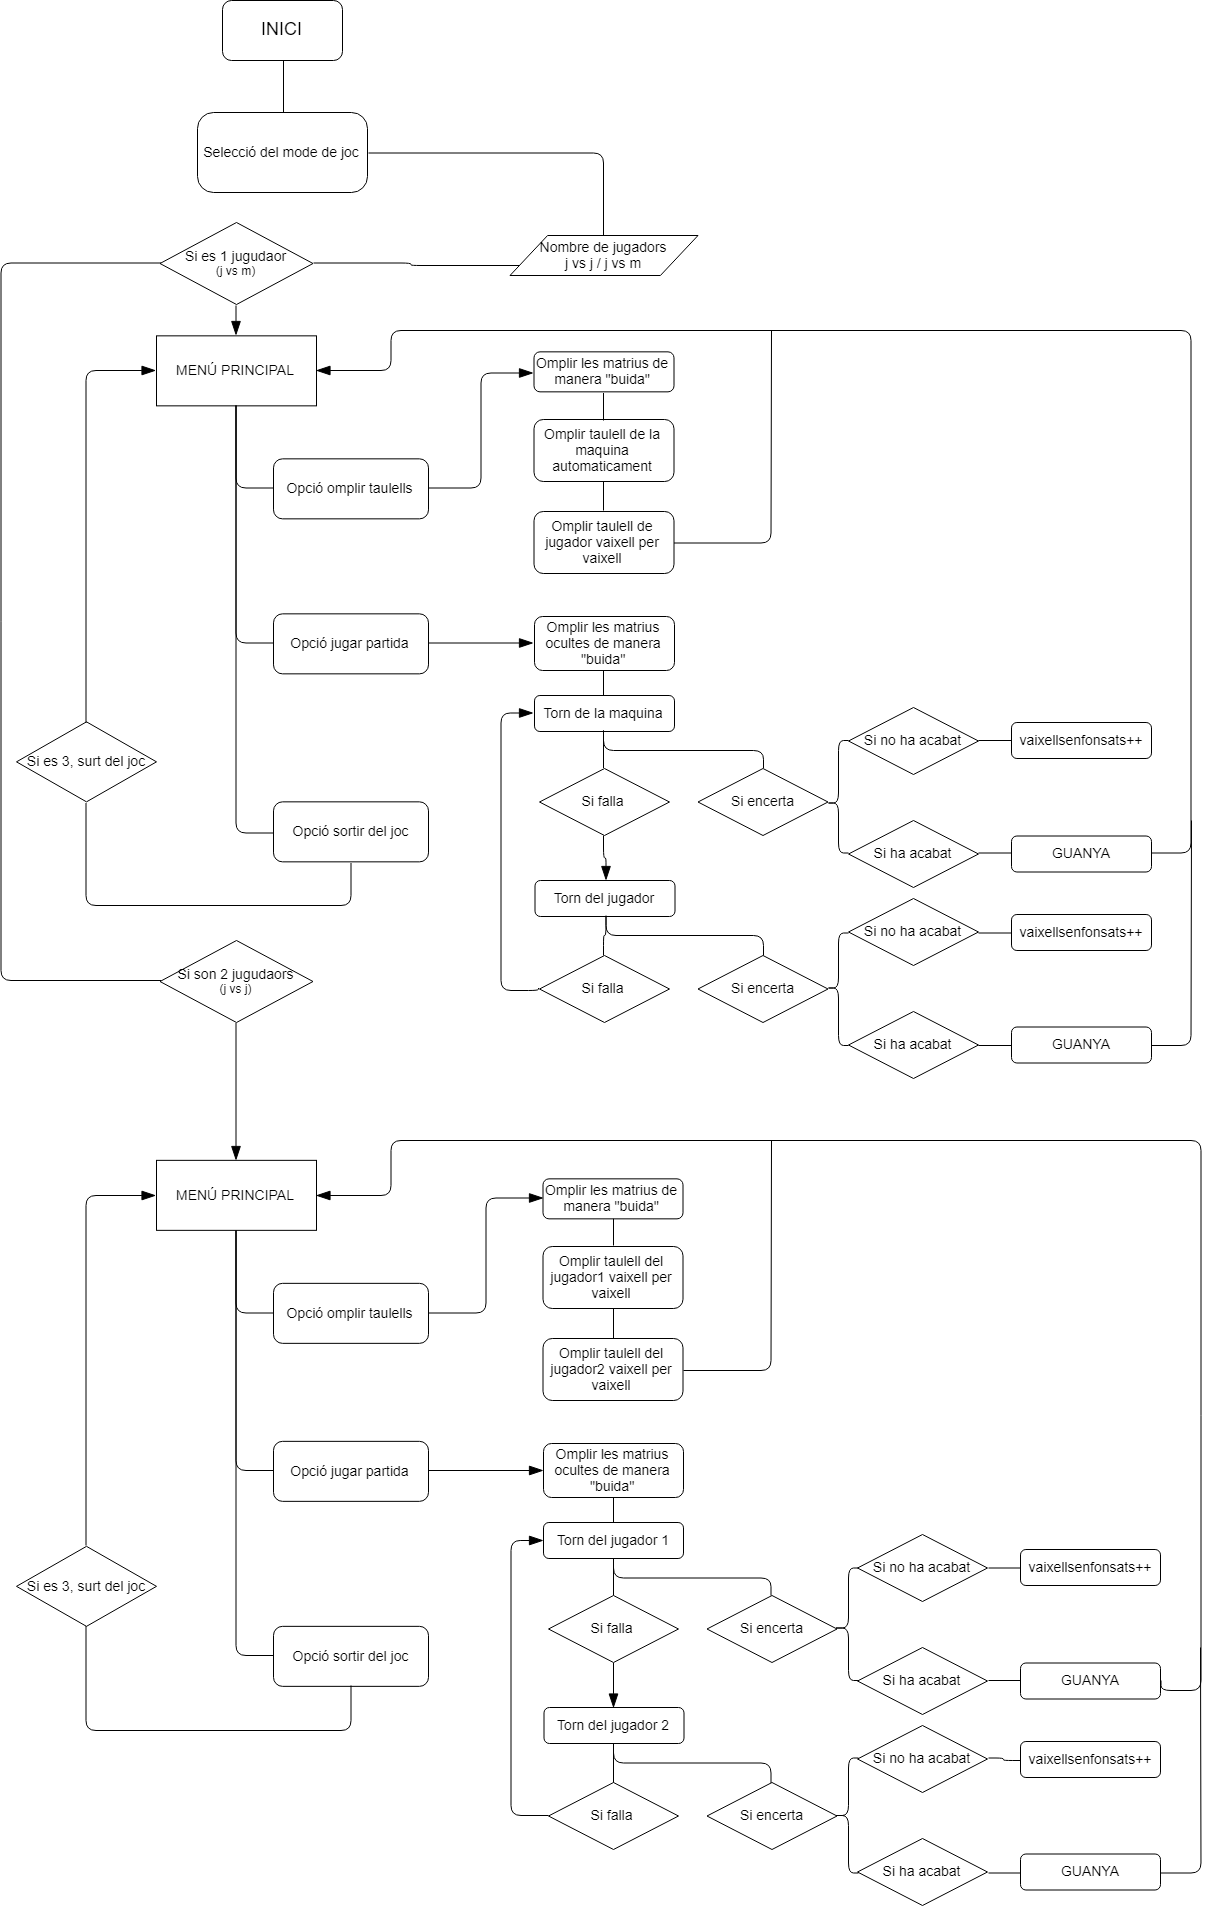 INICI
Selecció del mode de joc
Nombre de jugadors
j vs j / j vs m
Si es 1 jugudaor
(j vs m)
MENÚ PRINCIPAL
Omplir les matrius de
manera "buida"
Omplir taulell de la
maquina
automaticament
Opció omplir taulells
Omplir taulell de
jugador vaixell per
vaixell
Opció jugar partida
Omplir les matrius
ocultes de manera
"buida"
Torn de la maquina
Si no ha acabat
vaixellsenfonsats++
Si es 3, surt del joc
Si falla
Si encerta
Opció sortir del joc
Si ha acabat
GUANYA
Torn del jugador
Si no ha acabat
vaixellsenfonsats++
Si son 2 jugudaors
(j vs j)
Si falla
Si encerta
Si ha acabat
GUANYA
MENÚ PRINCIPAL
Omplir les matrius de
manera "buida"
Omplir taulell del
jugador1 vaixell per
vaixell
Opció omplir taulells
Omplir taulell del
jugador2 vaixell per
vaixell
Opció jugar partida
Omplir les matrius
ocultes de manera
"buida"
Torn del jugador 1
Si no ha acabat
vaixellsenfonsats++
Si es 3, surt del joc
Si falla
Si encerta
Opció sortir del joc
Si ha acabat
GUANYA
Torn del jugador 2
Si no ha acabat
vaixellsenfonsats++
Si falla
Si encerta
Si ha acabat
GUANYA